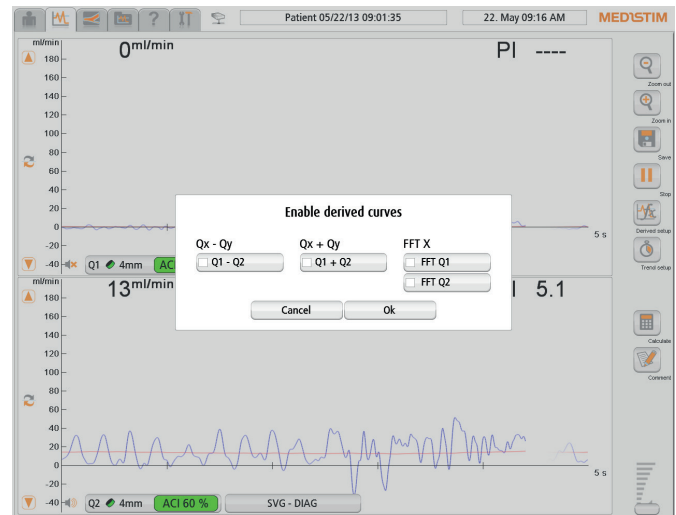 Patient 05/22/13 09:01:35
22. May 09:16 AM
MEDISTIM
ml/min
0ml/min
PI ----
180
160
140
120
100
80
60
40
20
0
-20
-40
5 s
Q1 4mm
Zoom out
Zoom in
Save
Stop
Derived setup
Trend setup
Calculate
Comment
Enable derived curves
Qx - Qy
Qx + Qy
FFT X
Q1 - Q2
Q1 + Q2
FFT Q1
FFT Q2
Cancel
Ok
ml/min
13ml/min
5.1
180
160
140
120
100
80
60
40
20
0
-20
-40
5 s
Q2 4mm
ACI 60 %
SVG - DIAG